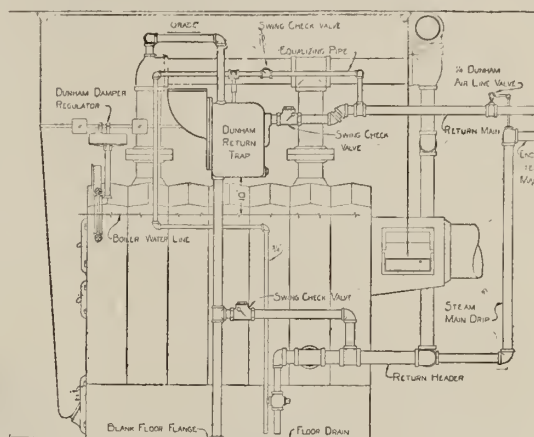 GRADE
SWING CHECK VALVE
EQUALIZING PIPE
DUNHAM DAMPER
REGULATOR
¼ DUNHAM
AIR LINE VALVE
DUNHAM
RETURN
TRAP
SWING CHECK
VALVE
RETURN MAIN
BOILER WATER LINE
SWING CHECK VALVE
STEAM
MAIN DRIP
RETURN HEADER
BLANK FLOOR FLANGE
FLOOR DRAIN